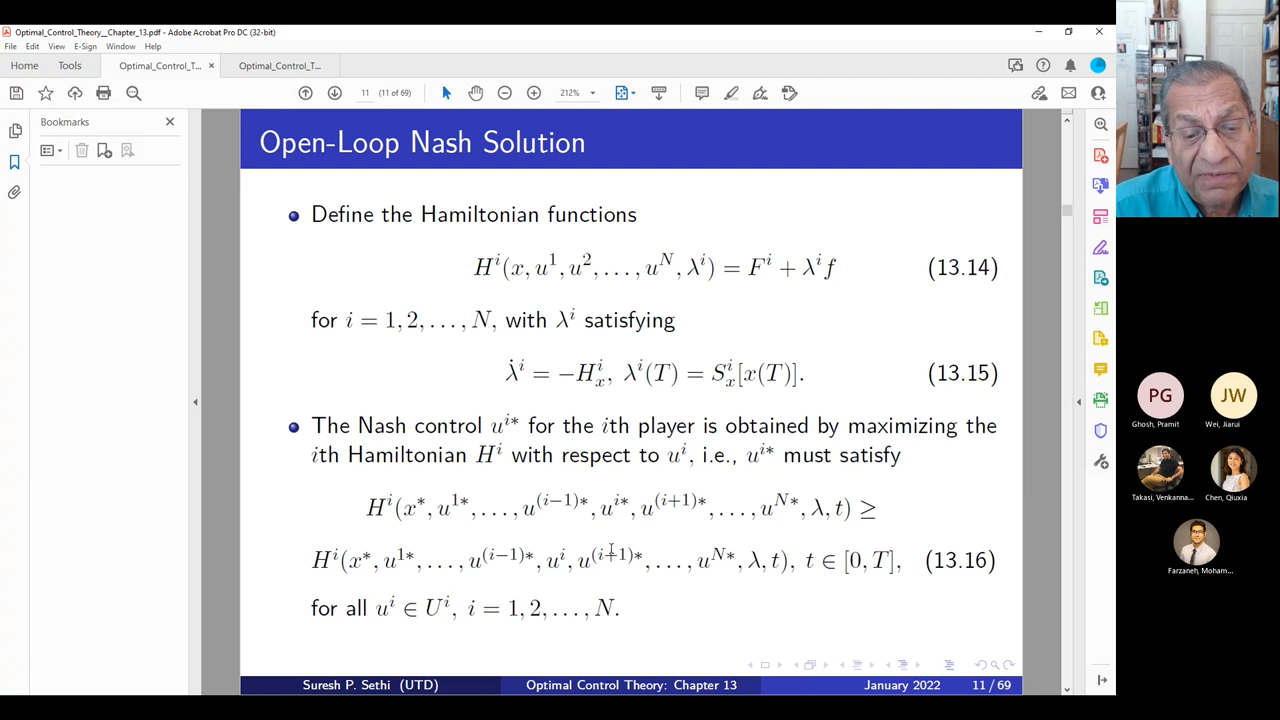 Optimal_Control_Theory__Chapter_13.pdf - Adobe Acrobat Pro DC (32-bit)
File Edit View E-Sign Window Help
Home Tools Optimal_Control_T... × Optimal_Control_T...
11 (11 of 69) 212%
Bookmarks ×
Open-Loop Nash Solution
Define the Hamiltonian functions
H^i(x, u^1, u^2, . . . , u^N, λ^i) = F^i + λ^i f (13.14)
for i = 1, 2, . . . , N, with λ^i satisfying
λ̇^i = −H^i_x, λ^i(T) = S^i_x[x(T)]. (13.15)
The Nash control u^{i*} for the ith player is obtained by maximizing the
ith Hamiltonian H^i with respect to u^i, i.e., u^{i*} must satisfy
H^i(x^*, u^{1*}, . . . , u^{(i−1)*}, u^{i*}, u^{(i+1)*}, . . . , u^{N*}, λ, t) ≥
H^i(x^*, u^{1*}, . . . , u^{(i−1)*}, u^i, u^{(i+1)*}, . . . , u^{N*}, λ, t), t ∈ [0, T], (13.16)
for all u^i ∈ U^i, i = 1, 2, . . . , N.
Suresh P. Sethi (UTD) Optimal Control Theory: Chapter 13 January 2022 11 / 69
PG
Ghosh, Pramit
JW
Wei, Jiarui
Takasi, Venkanna...
Chen, Qiuxia
Farzaneh, Moham...